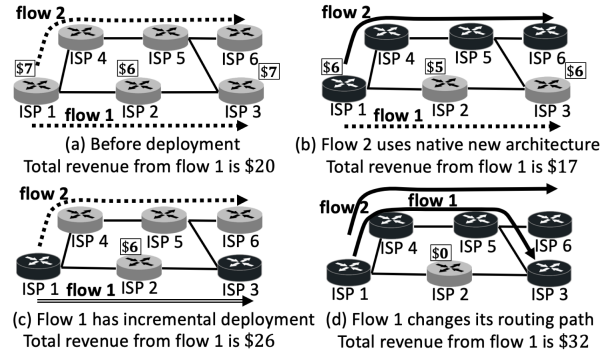 flow 2
ISP 4 ISP 5 ISP 6
$7 $6 $7
ISP 1 flow 1 ISP 2 ISP 3
(a) Before deployment
Total revenue from flow 1 is $20
flow 2
ISP 4 ISP 5 ISP 6
$6 $5 $6
ISP 1 ISP 2 ISP 3
flow 1
(b) Flow 2 uses native new architecture
Total revenue from flow 1 is $17
flow 2
ISP 4 ISP 5 ISP 6
$6
ISP 1 flow 1 ISP 2 ISP 3
(c) Flow 1 has incremental deployment
Total revenue from flow 1 is $26
flow 2 flow 1
ISP 4 ISP 5 ISP 6
$0
ISP 1 ISP 2 ISP 3
(d) Flow 1 changes its routing path
Total revenue from flow 1 is $32